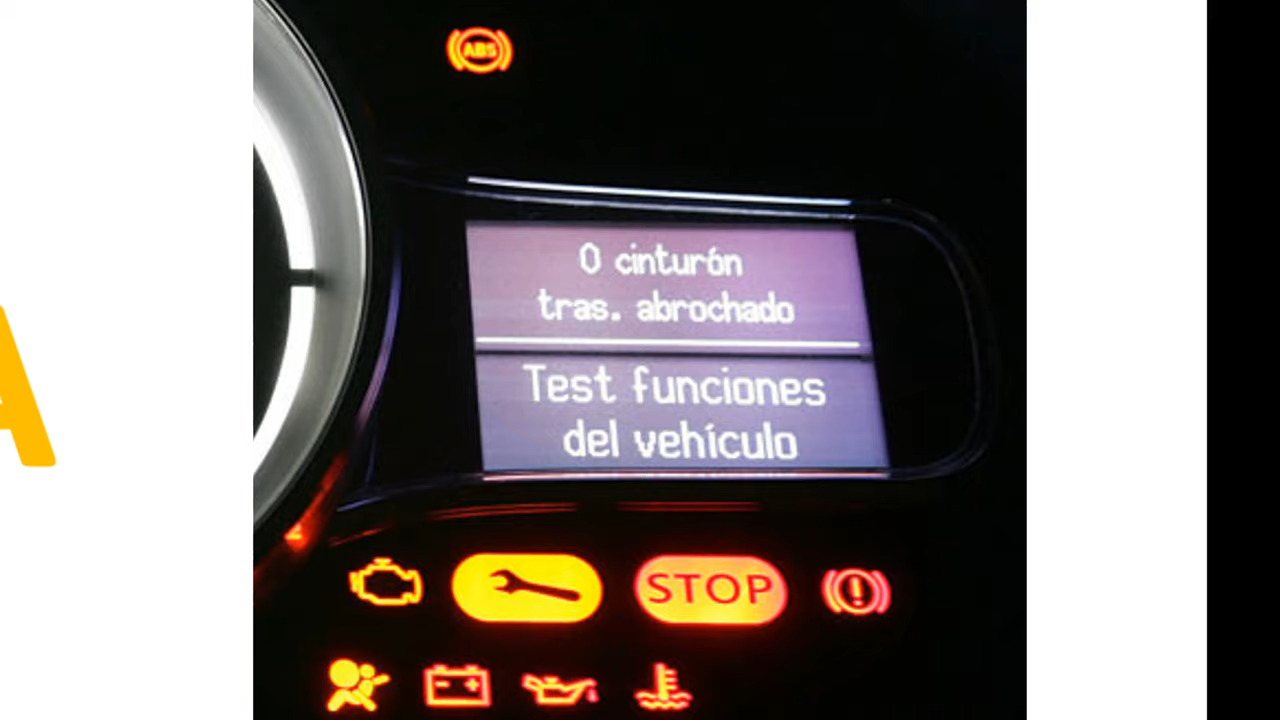 ABS
0 cinturón
tras. abrochado
Test funciones
del vehículo
STOP
A